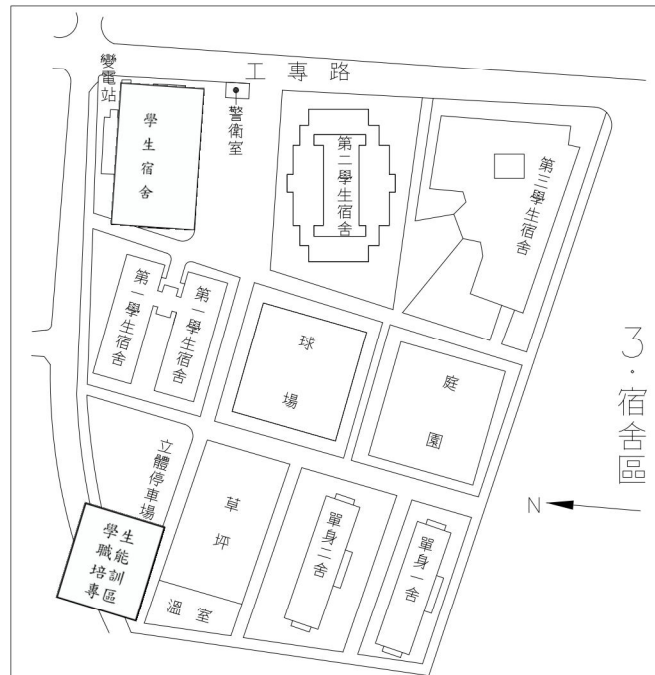 工專路
變電站
學生宿舍
警衛室
第二學生宿舍
第三學生宿舍
第一學生宿舍
第一學生宿舍
球場
庭園
3.宿舍區
N
立體停車場
草坪
單身二舍
單身一舍
學生
職能
培訓
專區
溫室